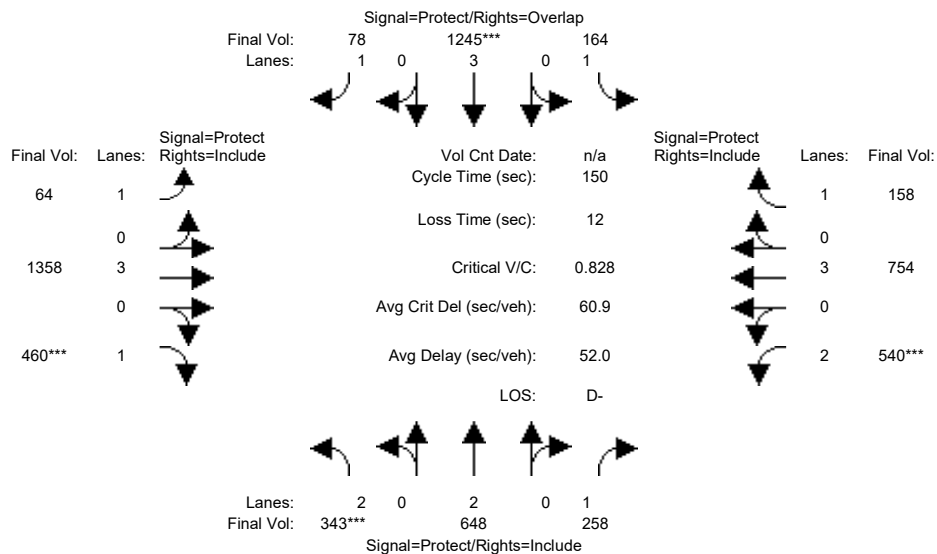 Signal=Protect/Rights=Overlap
Final Vol: 78 1245*** 164
Lanes: 1 0 3 0 1
Signal=Protect
Final Vol: Lanes: Rights=Include
Vol Cnt Date: n/a
Signal=Protect
Rights=Include Lanes: Final Vol:
Cycle Time (sec): 150
64 1
1 158
Loss Time (sec): 12
0
0
1358 3
Critical V/C: 0.828
3 754
0
Avg Crit Del (sec/veh): 60.9
0
460*** 1
Avg Delay (sec/veh): 52.0
2 540***
LOS: D-
Lanes: 2 0 2 0 1
Final Vol: 343*** 648 258
Signal=Protect/Rights=Include